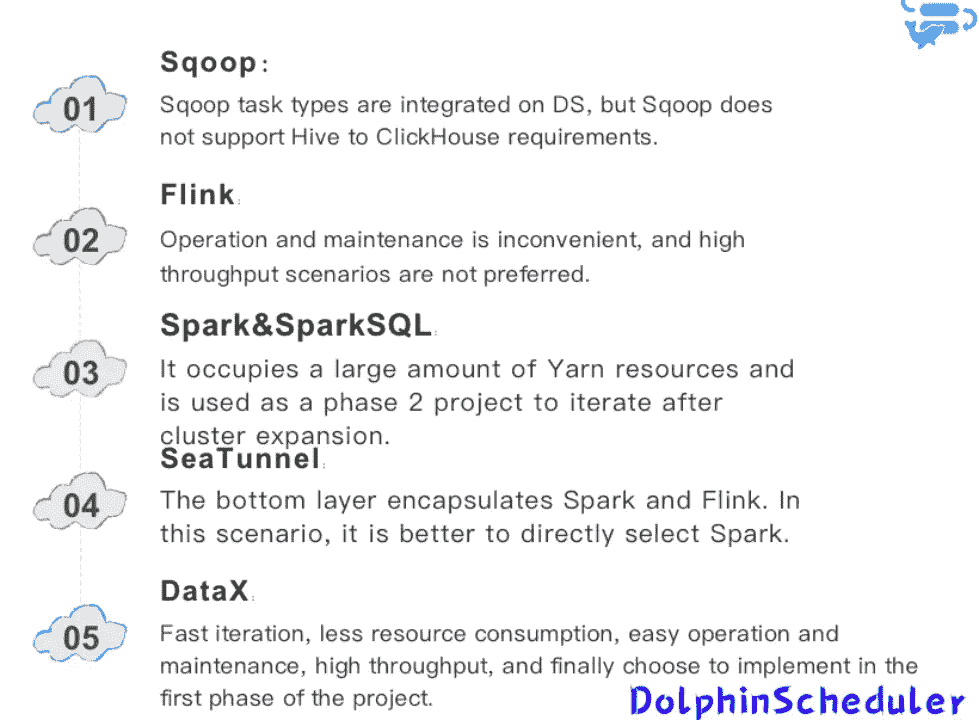 Sqoop:
01
Sqoop task types are integrated on DS, but Sqoop does
not support Hive to ClickHouse requirements.
Flink:
02
Operation and maintenance is inconvenient, and high
throughput scenarios are not preferred.
Spark&SparkSQL:
03
It occupies a large amount of Yarn resources and
is used as a phase 2 project to iterate after
cluster expansion.
SeaTunnel:
04
The bottom layer encapsulates Spark and Flink. In
this scenario, it is better to directly select Spark.
DataX:
05
Fast iteration, less resource consumption, easy operation and
maintenance, high throughput, and finally choose to implement in the
first phase of the project.
DolphinScheduler